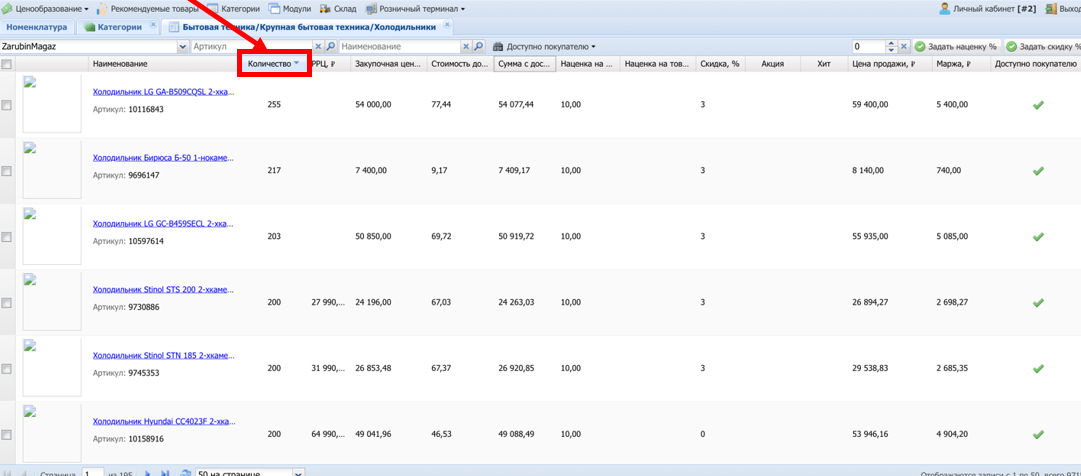 Ценообразование Рекомендуемые товары Категории Модули Склад Розничный терминал Личный кабинет [#2] Выход
Номенклатура Категории Бытовая техника/Крупная бытовая техника/Холодильники
ZarubinMagaz Артикул Наименование Доступно покупателю 0 Задать наценку % Задать скидку %
Наименование Количество РРЦ, ₽ Закупочная цен... Стоимость до... Сумма с дос... Наценка на ... Наценка на тов... Скидка, % Акция Хит Цена продажи, ₽ Маржа, ₽ Доступно покупателю
Холодильник LG GA-B509CQSL 2-хка...
Артикул: 10116843
255 54 000,00 77,44 54 077,44 10,00 3 59 400,00 5 400,00
Холодильник Бирюса Б-50 1-нокаме...
Артикул: 9696147
217 7 400,00 9,17 7 409,17 10,00 3 8 140,00 740,00
Холодильник LG GC-B459SECL 2-хка...
Артикул: 10597614
203 50 850,00 69,72 50 919,72 10,00 3 55 935,00 5 085,00
Холодильник Stinol STS 200 2-хкаме...
Артикул: 9730886
200 27 990,... 24 196,00 67,03 24 263,03 10,00 3 26 894,27 2 698,27
Холодильник Stinol STN 185 2-хкаме...
Артикул: 9745353
200 31 990,... 26 853,48 67,37 26 920,85 10,00 3 29 538,83 2 685,35
Холодильник Hyundai CC4023F 2-хка...
Артикул: 10158916
200 64 990,... 49 041,96 46,53 49 088,49 10,00 0 53 946,16 4 904,20
Страница 1 из 195 50 на странице Отображаются записи с 1 по 50, всего 971